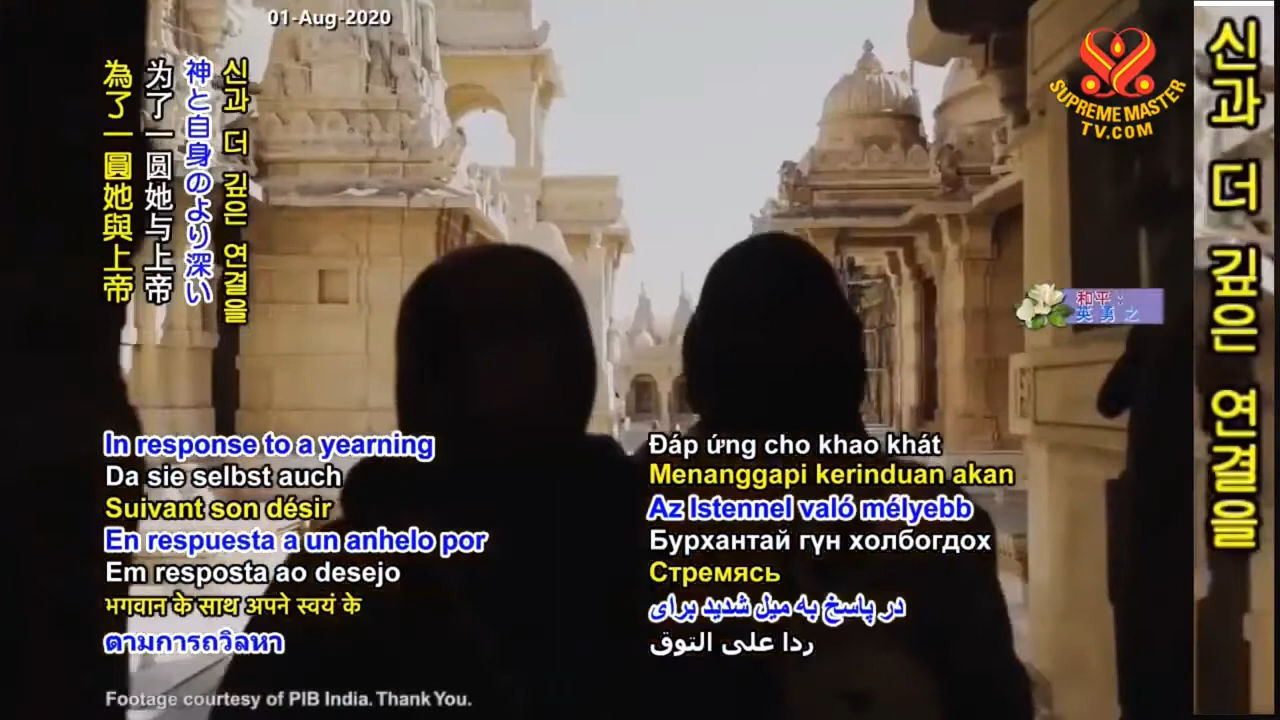 01-Aug-2020
SUPREME MASTER
TV.COM
신과 더 깊은 연결을
神と自身のより深い
为了一圆她与上帝
為了一圓她與上帝
신과 더 깊은 연결을
和平：
英勇之
In response to a yearning
Da sie selbst auch
Suivant son désir
En respuesta a un anhelo por
Em resposta ao desejo
भगवान के साथ अपने स्वयं के
ตามการถวิลหา
Đáp ứng cho khao khát
Menanggapi kerinduan akan
Az Istennel való mélyebb
Бурхантай гүн холбогдох
Стремясь
در پاسخ به میل شدید برای
ردا على التوق
Footage courtesy of PIB India. Thank You.